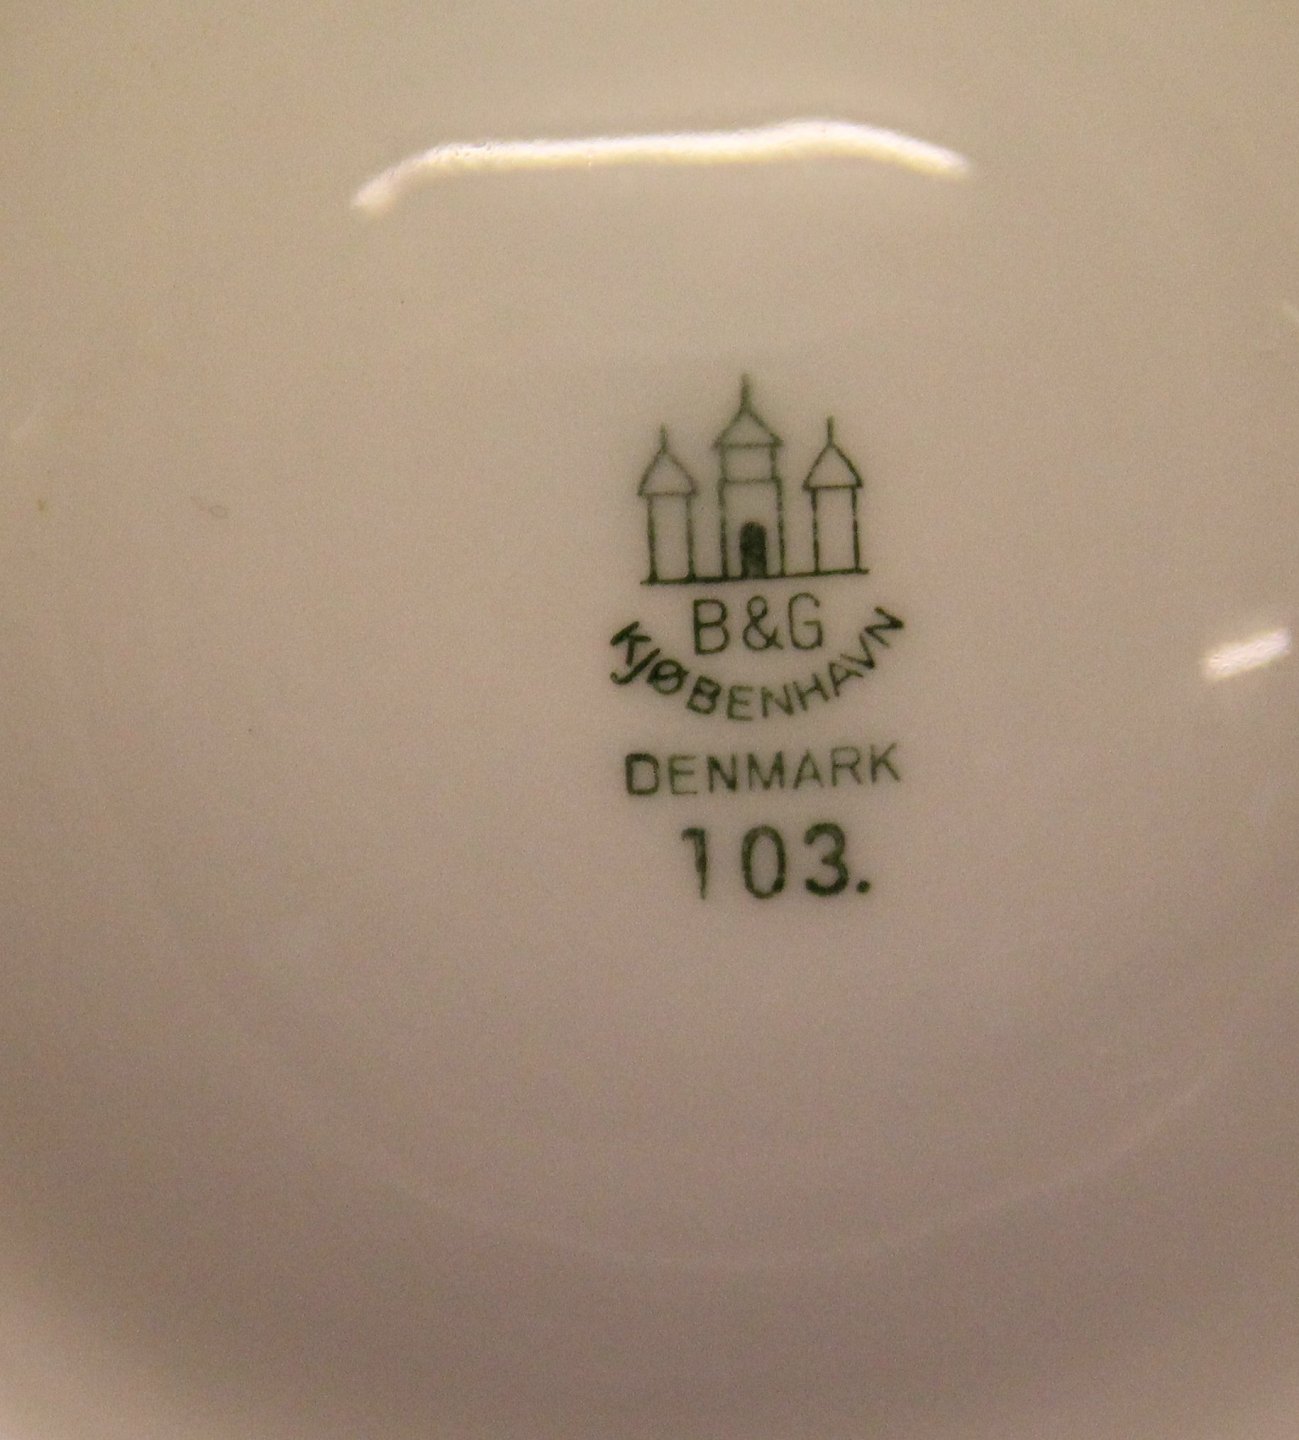 B&G
KJØBENHAVN
DENMARK
103.